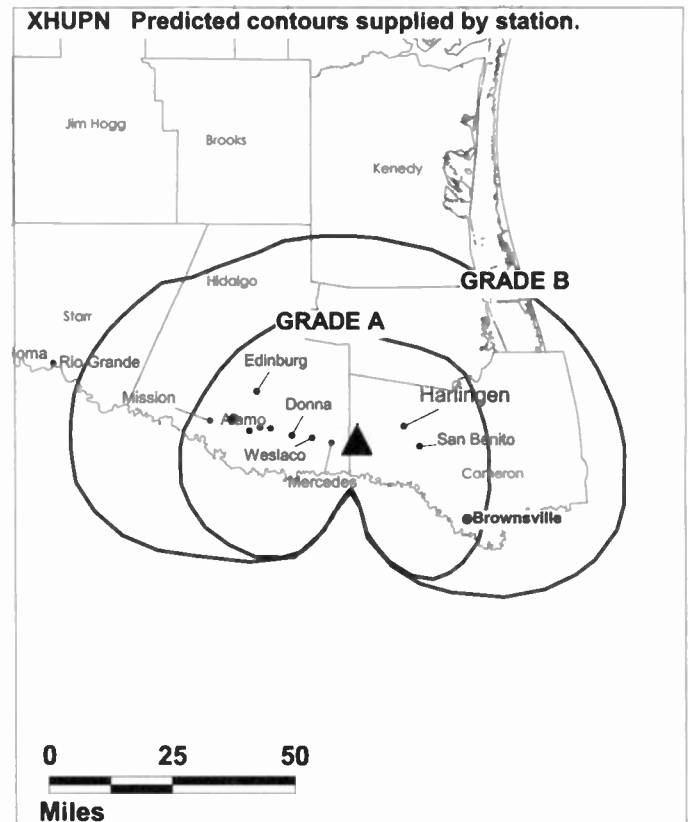 XHUPN Predicted contours supplied by station.
Jim Hogg
Brooks
Kenedy
GRADE B
Hidalgo
Starr
GRADE A
oma
Rio Grande
Edinburg
Mission
Alamo
Donna
Harlingen
San Benito
Weslaco
Mercedes
Cameron
Brownsville
0 25 50
Miles